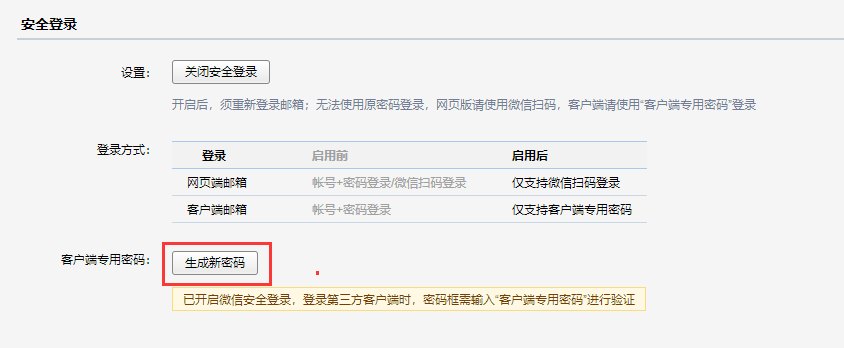 安全登录
设置： 关闭安全登录
开启后，须重新登录邮箱；无法使用原密码登录，网页版请使用微信扫码，客户端请使用“客户端专用密码”登录
登录方式： 登录 启用前 启用后
网页端邮箱 帐号+密码登录/微信扫码登录 仅支持微信扫码登录
客户端邮箱 帐号+密码登录 仅支持客户端专用密码
客户端专用密码： 生成新密码
已开启微信安全登录，登录第三方客户端时，密码框需输入“客户端专用密码”进行验证